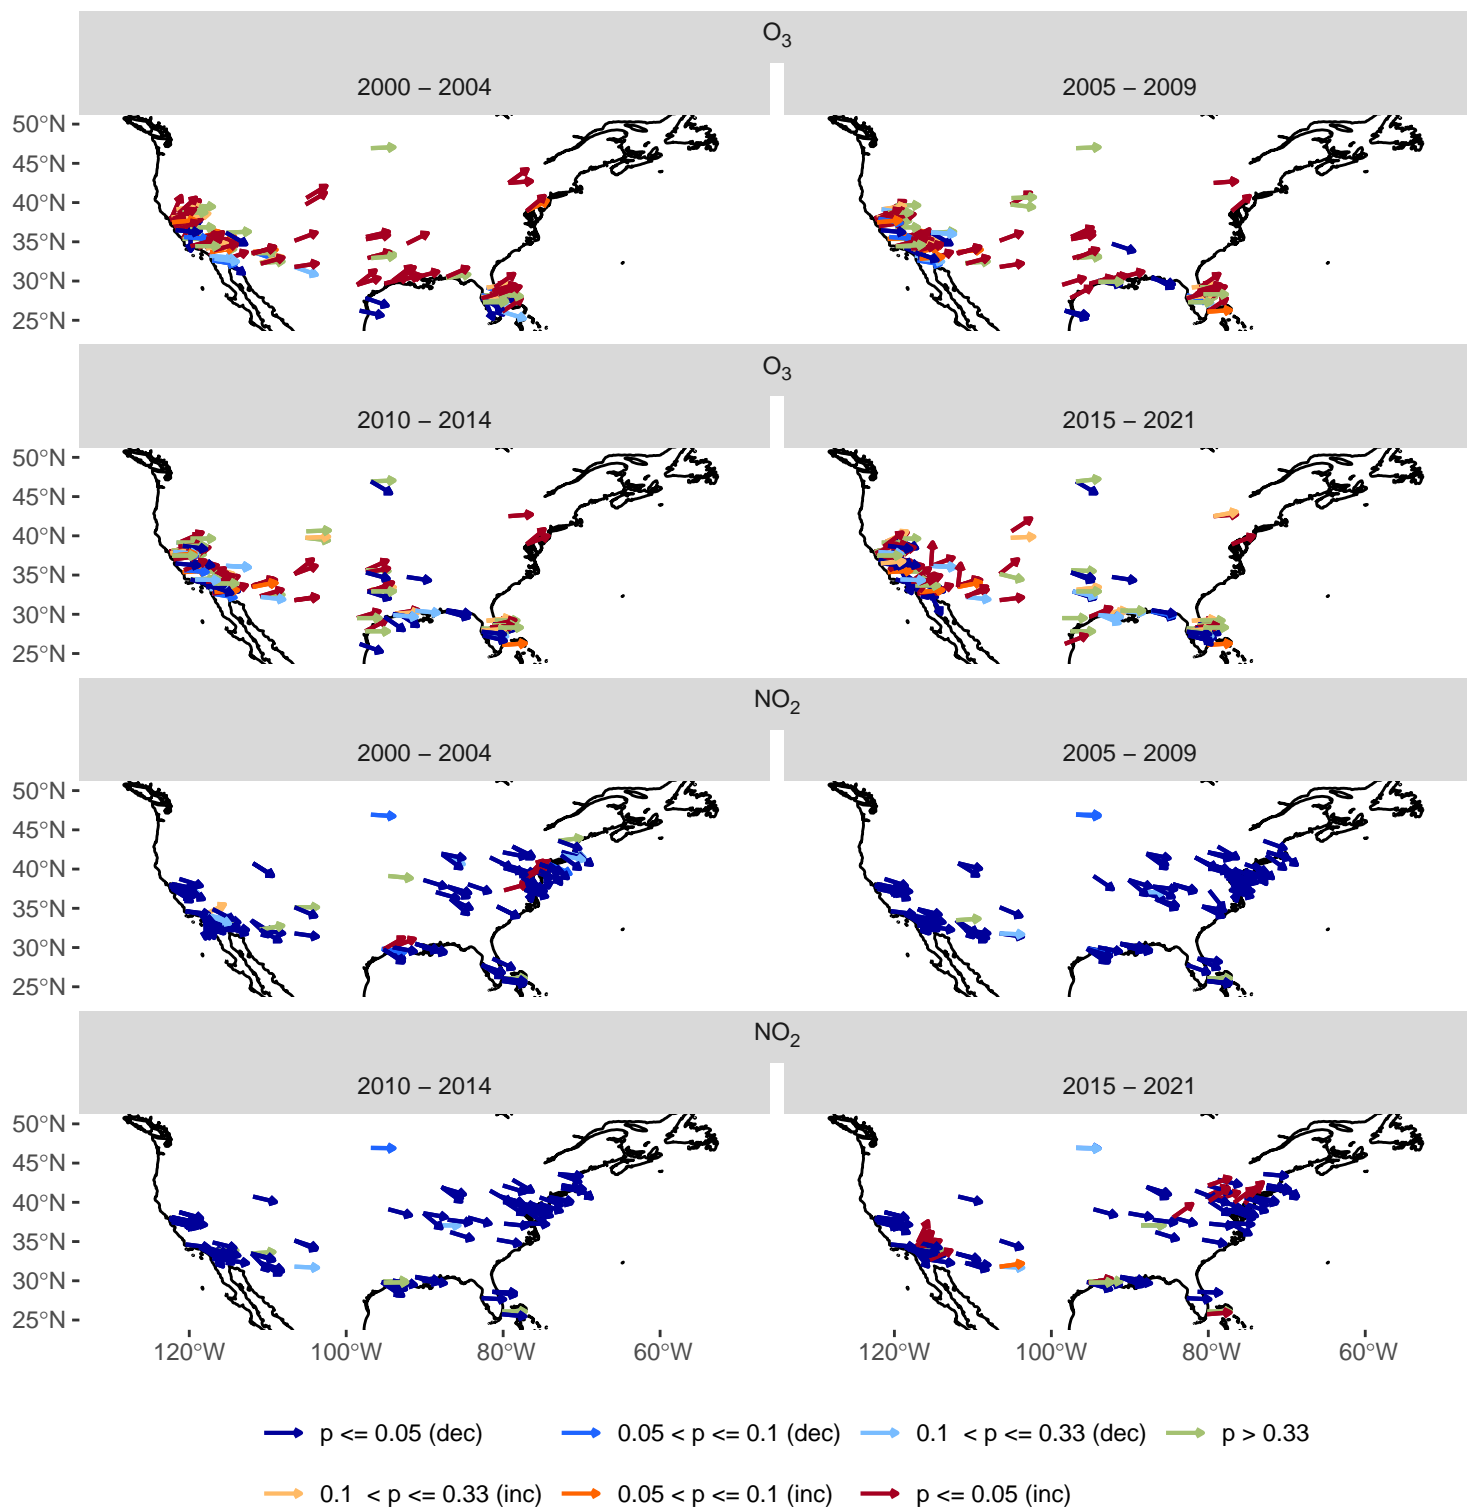 O₃
2000 – 2004 2005 – 2009
50°N
45°N
40°N
35°N
30°N
25°N
O₃
2010 – 2014 2015 – 2021
50°N
45°N
40°N
35°N
30°N
25°N
NO₂
2000 – 2004 2005 – 2009
50°N
45°N
40°N
35°N
30°N
25°N
NO₂
2010 – 2014 2015 – 2021
50°N
45°N
40°N
35°N
30°N
25°N
120°W 100°W 80°W 60°W 120°W 100°W 80°W 60°W
p <= 0.05 (dec) 0.05 < p <= 0.1 (dec) 0.1 < p <= 0.33 (dec) p > 0.33
0.1 < p <= 0.33 (inc) 0.05 < p <= 0.1 (inc) p <= 0.05 (inc)